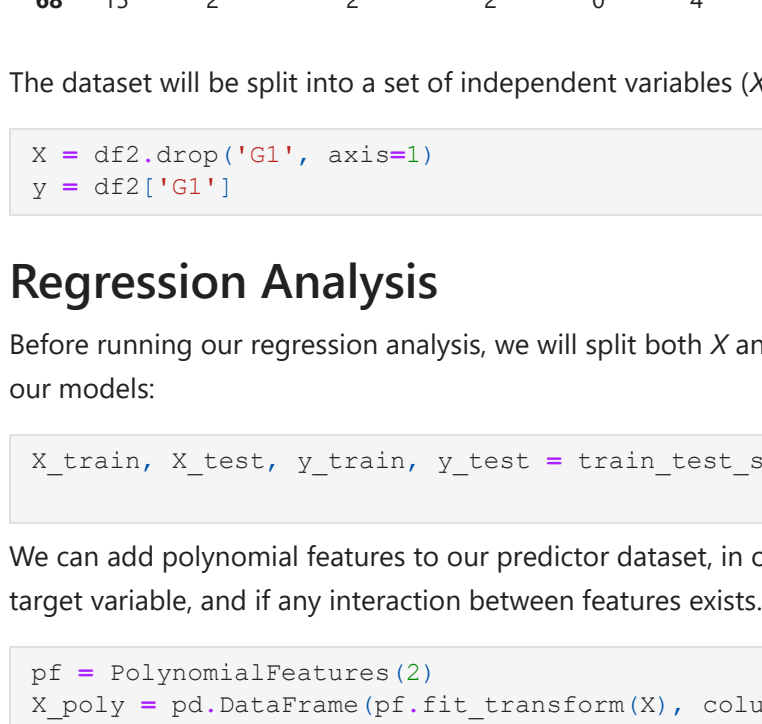 68 15 2 2 2 0 4
The dataset will be split into a set of independent variables (X
X = df2.drop('G1', axis=1)
y = df2['G1']
Regression Analysis
Before running our regression analysis, we will split both X an
our models:
X_train, X_test, y_train, y_test = train_test_s
We can add polynomial features to our predictor dataset, in o
target variable, and if any interaction between features exists.
pf = PolynomialFeatures(2)
X_poly = pd.DataFrame(pf.fit_transform(X), colu